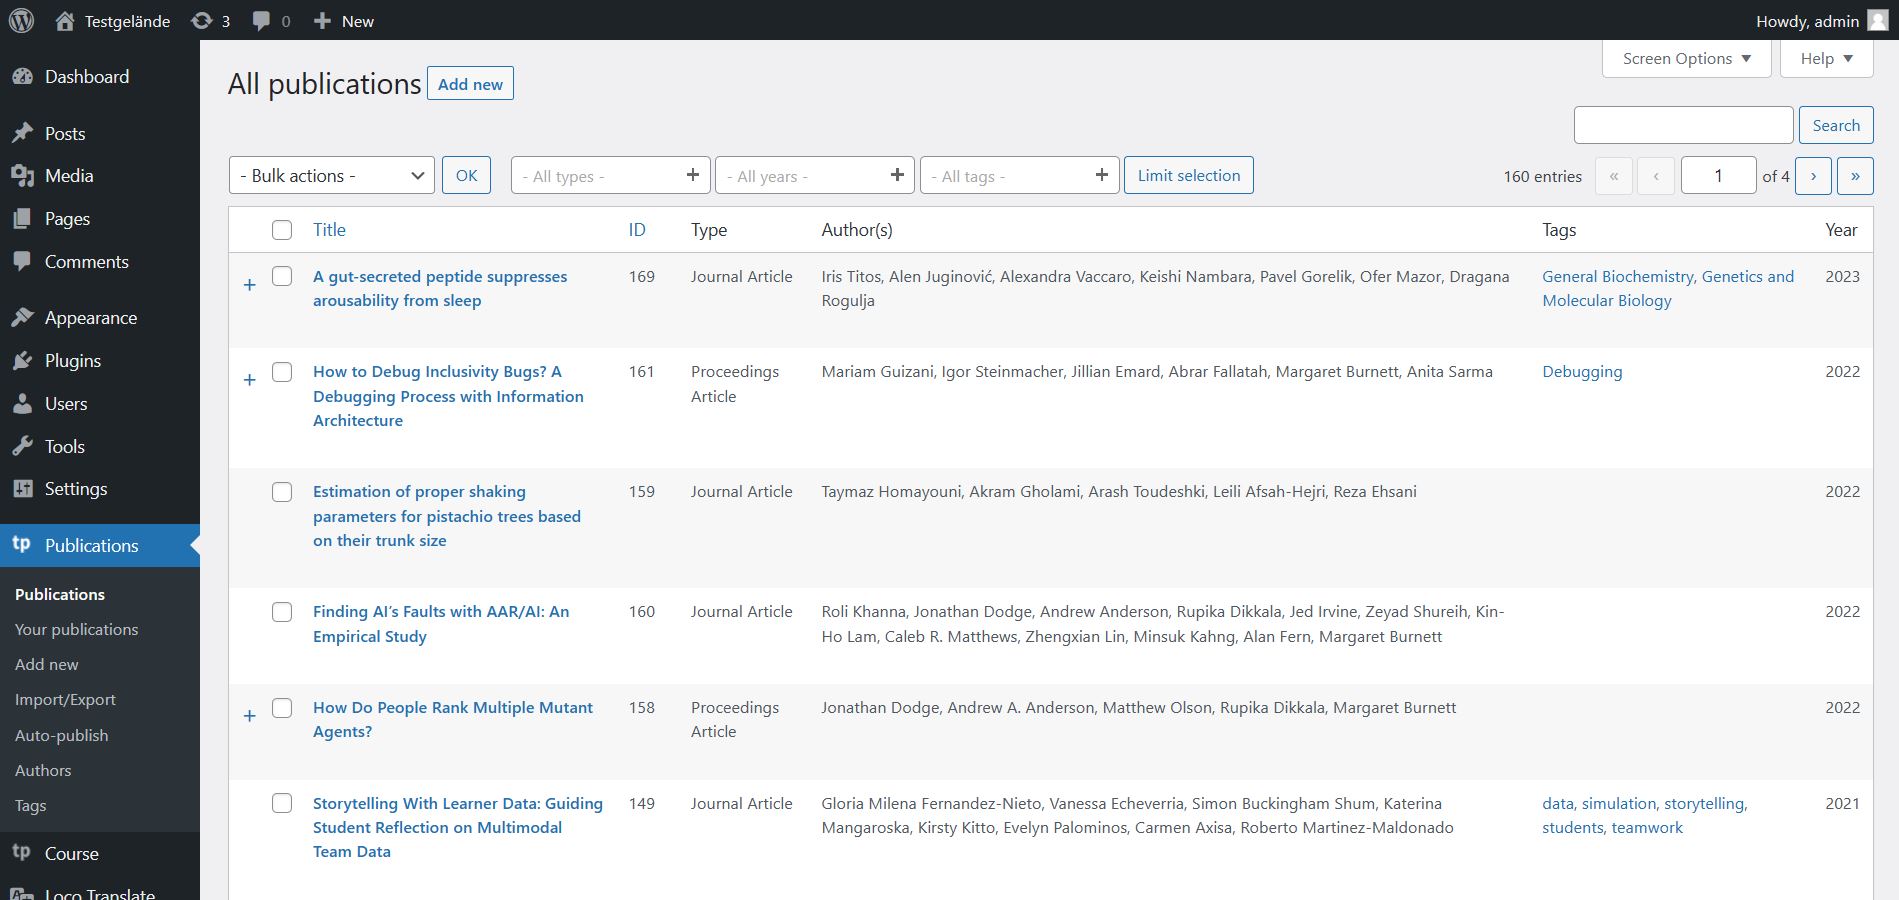 Testgelände 3 0 New Howdy, admin
Dashboard
Posts
Media
Pages
Comments
Appearance
Plugins
Users
Tools
Settings
tp Publications
Publications
Your publications
Add new
Import/Export
Auto-publish
Authors
Tags
tp Course
Loco Translate
Screen Options Help
All publications Add new
Search
- Bulk actions - OK - All types - + - All years - + - All tags - + Limit selection 160 entries « ‹ 1 of 4 › »
Title ID Type Author(s) Tags Year
+ A gut-secreted peptide suppresses 169 Journal Article Iris Titos, Alen Juginović, Alexandra Vaccaro, Keishi Nambara, Pavel Gorelik, Ofer Mazor, Dragana General Biochemistry, Genetics and 2023
arousability from sleep Rogulja Molecular Biology
+ How to Debug Inclusivity Bugs? A 161 Proceedings Mariam Guizani, Igor Steinmacher, Jillian Emard, Abrar Fallatah, Margaret Burnett, Anita Sarma Debugging 2022
Debugging Process with Information Article
Architecture
Estimation of proper shaking 159 Journal Article Taymaz Homayouni, Akram Gholami, Arash Toudeshki, Leili Afsah-Hejri, Reza Ehsani 2022
parameters for pistachio trees based
on their trunk size
Finding AI’s Faults with AAR/AI: An 160 Journal Article Roli Khanna, Jonathan Dodge, Andrew Anderson, Rupika Dikkala, Jed Irvine, Zeyad Shureih, Kin- 2022
Empirical Study Ho Lam, Caleb R. Matthews, Zhengxian Lin, Minsuk Kahng, Alan Fern, Margaret Burnett
+ How Do People Rank Multiple Mutant 158 Proceedings Jonathan Dodge, Andrew A. Anderson, Matthew Olson, Rupika Dikkala, Margaret Burnett 2022
Agents? Article
Storytelling With Learner Data: Guiding 149 Journal Article Gloria Milena Fernandez-Nieto, Vanessa Echeverria, Simon Buckingham Shum, Katerina data, simulation, storytelling, 2021
Student Reflection on Multimodal Mangaroska, Kirsty Kitto, Evelyn Palominos, Carmen Axisa, Roberto Martinez-Maldonado students, teamwork
Team Data